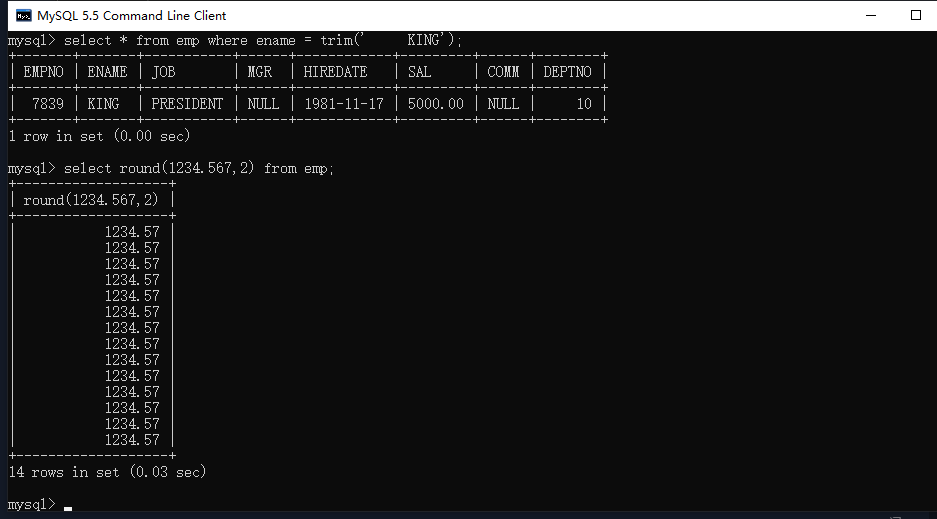 MySQL 5.5 Command Line Client
mysql> select * from emp where ename = trim('     KING');
+-------+-------+-----------+------+------------+---------+------+--------+
| EMPNO | ENAME | JOB       | MGR  | HIREDATE   | SAL     | COMM | DEPTNO |
+-------+-------+-----------+------+------------+---------+------+--------+
|  7839 | KING  | PRESIDENT | NULL | 1981-11-17 | 5000.00 | NULL |     10 |
+-------+-------+-----------+------+------------+---------+------+--------+
1 row in set (0.00 sec)
mysql> select round(1234.567,2) from emp;
+-------------------+
| round(1234.567,2) |
+-------------------+
|           1234.57 |
|           1234.57 |
|           1234.57 |
|           1234.57 |
|           1234.57 |
|           1234.57 |
|           1234.57 |
|           1234.57 |
|           1234.57 |
|           1234.57 |
|           1234.57 |
|           1234.57 |
|           1234.57 |
|           1234.57 |
+-------------------+
14 rows in set (0.03 sec)
mysql>